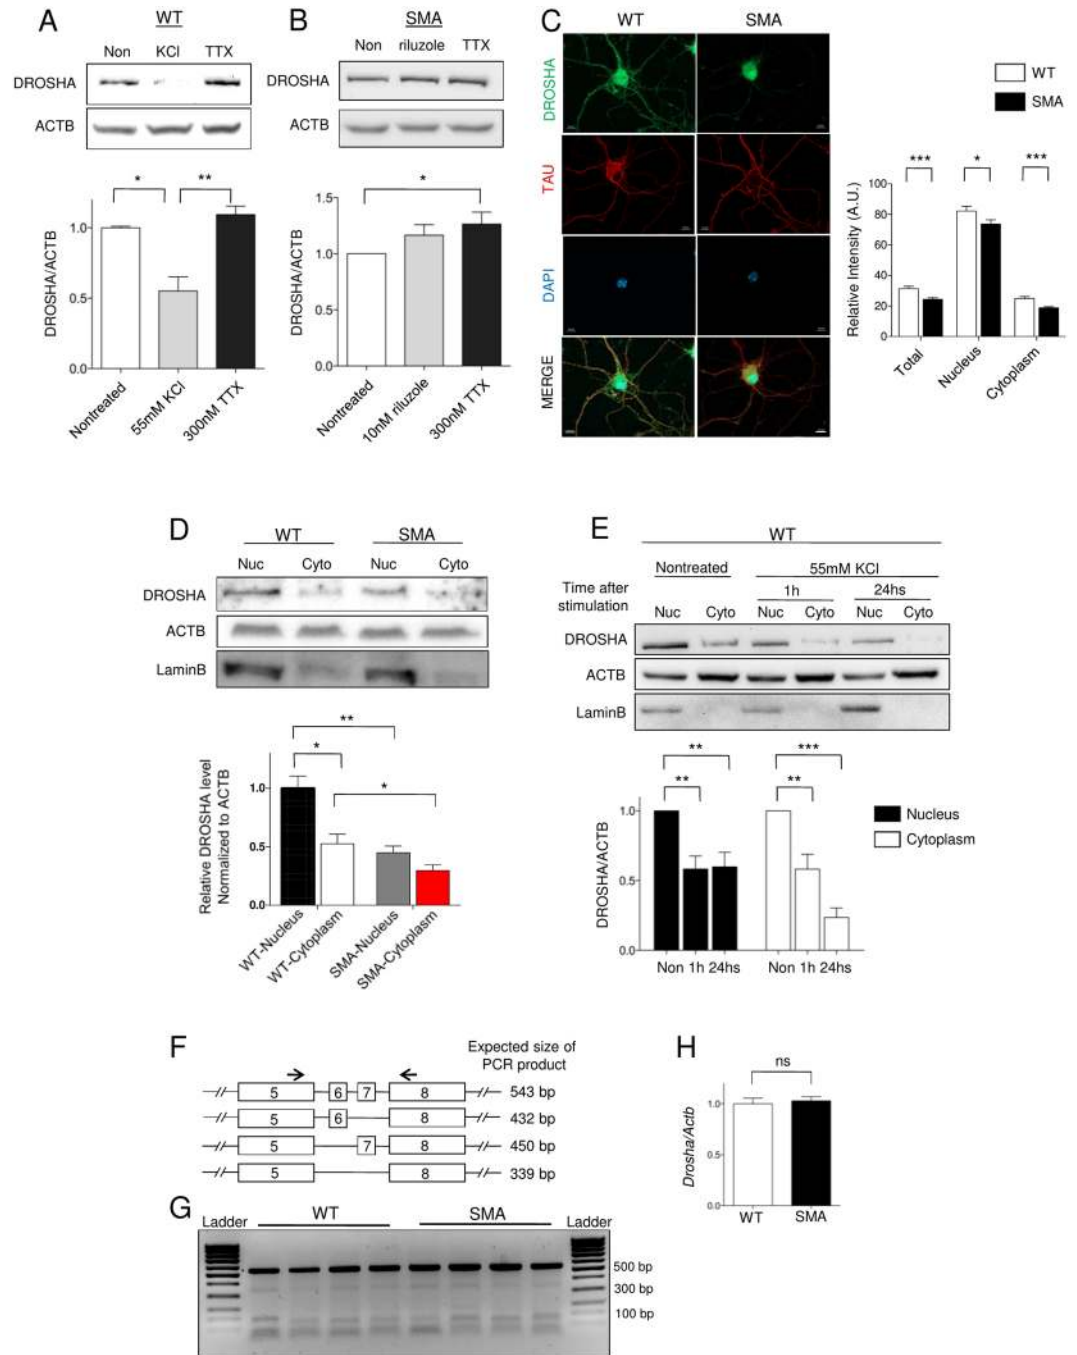 A
WT
Non KCl TTX
DROSHA
ACTB
* **
DROSHA/ACTB
1.0
0.5
0.0
Nontreated
55mM KCl
300nM TTX
B
SMA
Non riluzole TTX
DROSHA
ACTB
*
DROSHA/ACTB
1.5
1.0
0.5
0.0
Nontreated
10nM riluzole
300nM TTX
C
WT SMA
DROSHA
TAU
DAPI
MERGE
WT
SMA
*** * ***
Relative Intensity (A.U.)
100
80
60
40
20
0
Total
Nucleus
Cytoplasm
D
WT SMA
Nuc Cyto Nuc Cyto
DROSHA
ACTB
LaminB
**
*
*
Relative DROSHA level
Normalized to ACTB
1.0
0.5
0.0
WT-Nucleus
WT-Cytoplasm
SMA-Nucleus
SMA-Cytoplasm
E
WT
Nontreated 55mM KCl
Time after
stimulation
1h 24hs
Nuc Cyto Nuc Cyto Nuc Cyto
DROSHA
ACTB
LaminB
** ***
** **
DROSHA/ACTB
1.0
0.5
0.0
Non 1h 24hs Non 1h 24hs
Nucleus
Cytoplasm
F
Expected size of
PCR product
5 6 7 8 543 bp
5 6 8 432 bp
5 7 8 450 bp
5 8 339 bp
G
Ladder WT SMA Ladder
500 bp
300 bp
100 bp
H
ns
Drosha/Actb
1.0
0.5
0.0
WT SMA